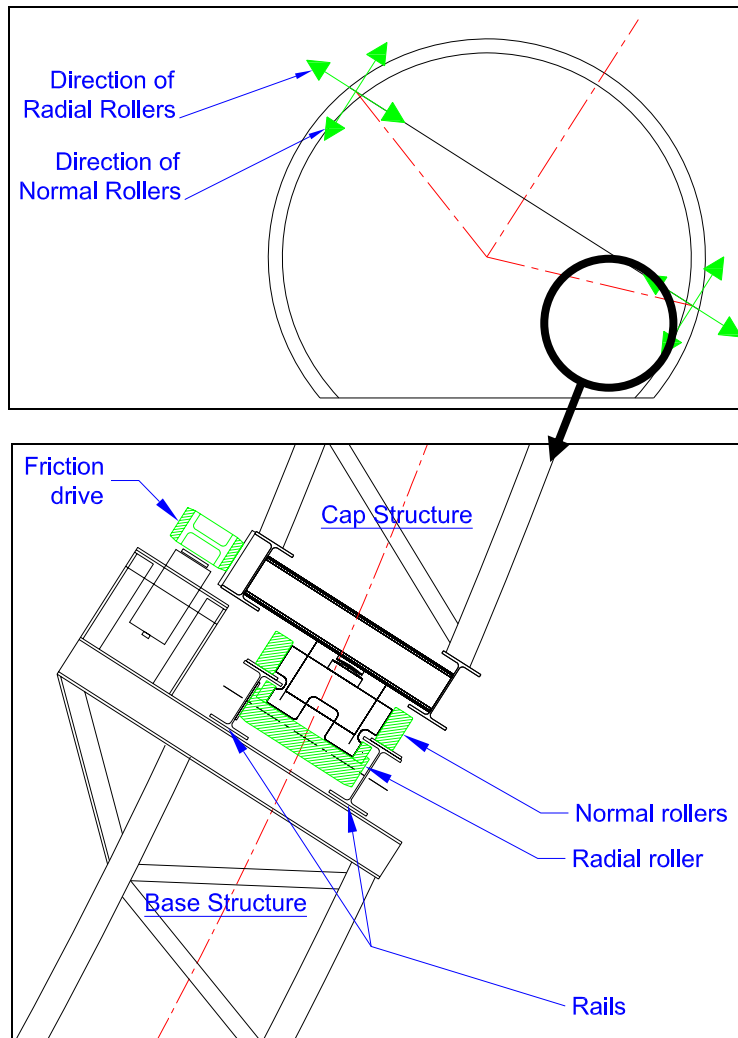 Direction of
Radial Rollers
Direction of
Normal Rollers
Friction
drive
Cap Structure
Normal rollers
Radial roller
Base Structure
Rails